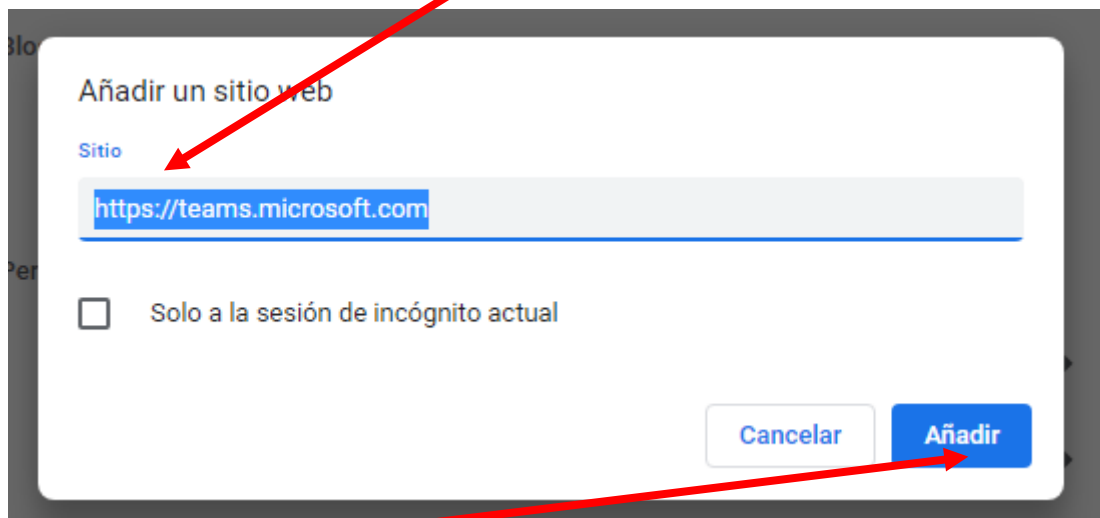 Añadir un sitio web
Sitio
https://teams.microsoft.com
Solo a la sesión de incógnito actual
Cancelar
Añadir